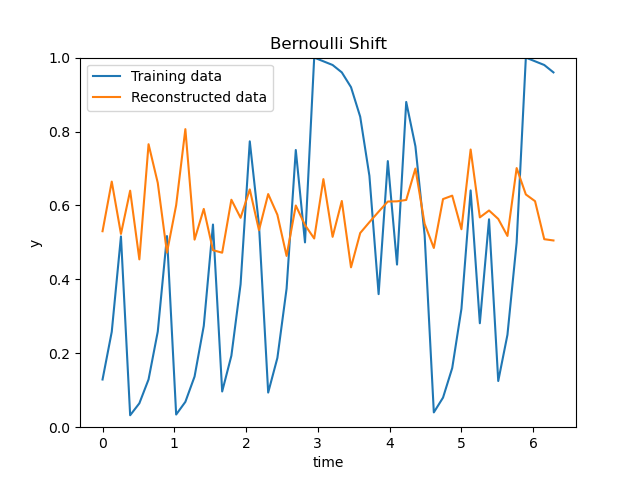 Bernoulli Shift
Training data
Reconstructed data
1.0
0.8
0.6
0.4
0.2
0.0
y
0 1 2 3 4 5 6
time